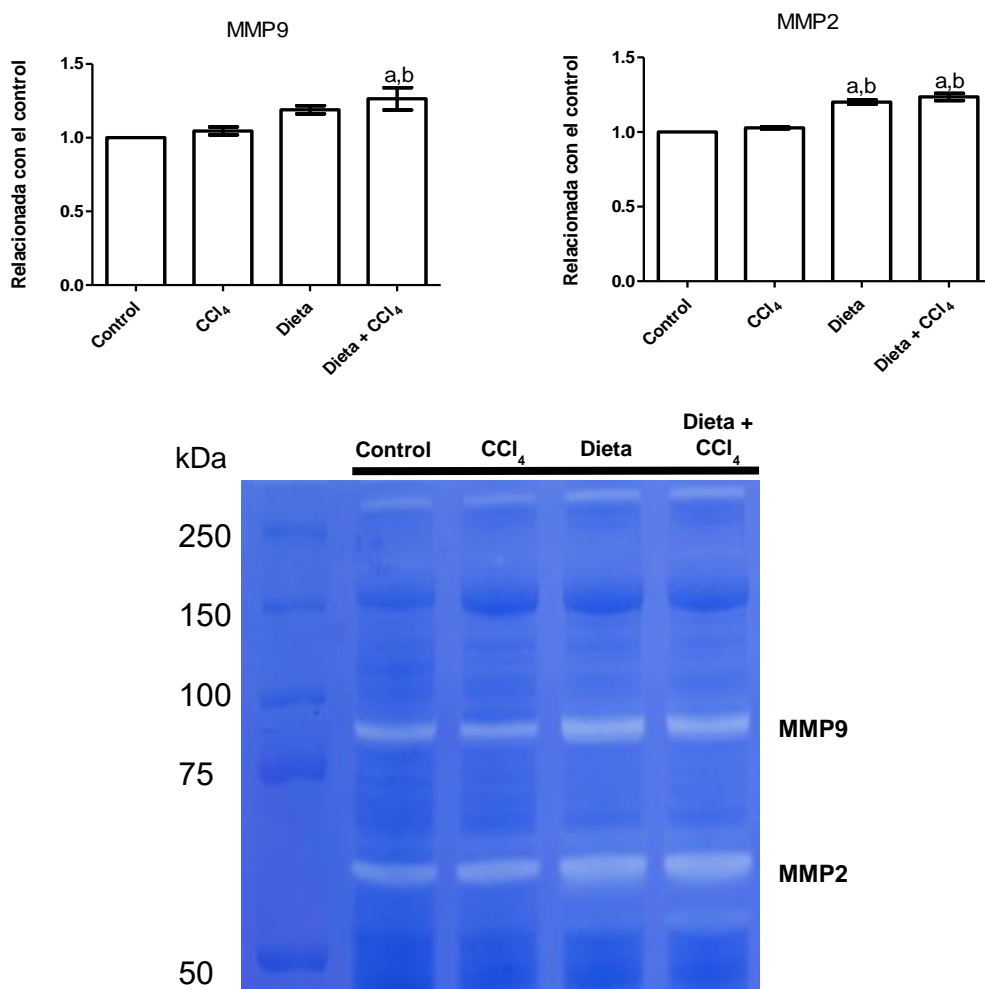 MMP9
Relacionada con el control
1.5
1.0
0.5
0.0
a,b
Control
CCl₄
Dieta
Dieta + CCl₄
MMP2
Relacionada con el control
1.5
1.0
0.5
0.0
a,b
a,b
Control
CCl₄
Dieta
Dieta + CCl₄
kDa
Control
CCl₄
Dieta
Dieta +
CCl₄
250
150
100
75
50
MMP9
MMP2